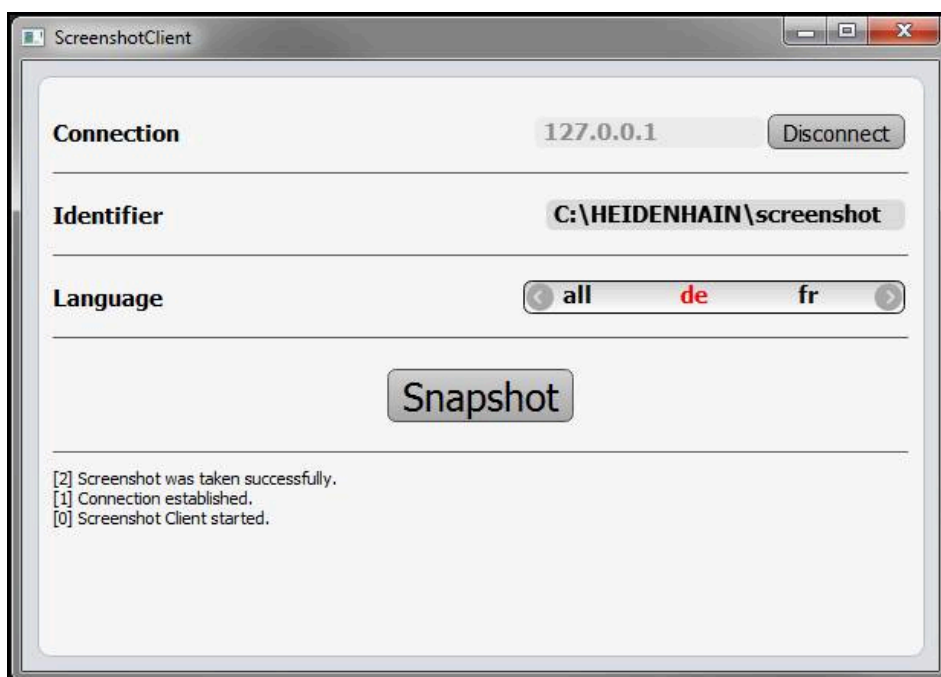 ScreenshotClient
Connection 127.0.0.1 Disconnect
Identifier C:\HEIDENHAIN\screenshot
Language all de fr
Snapshot
[2] Screenshot was taken successfully.
[1] Connection established.
[0] Screenshot Client started.